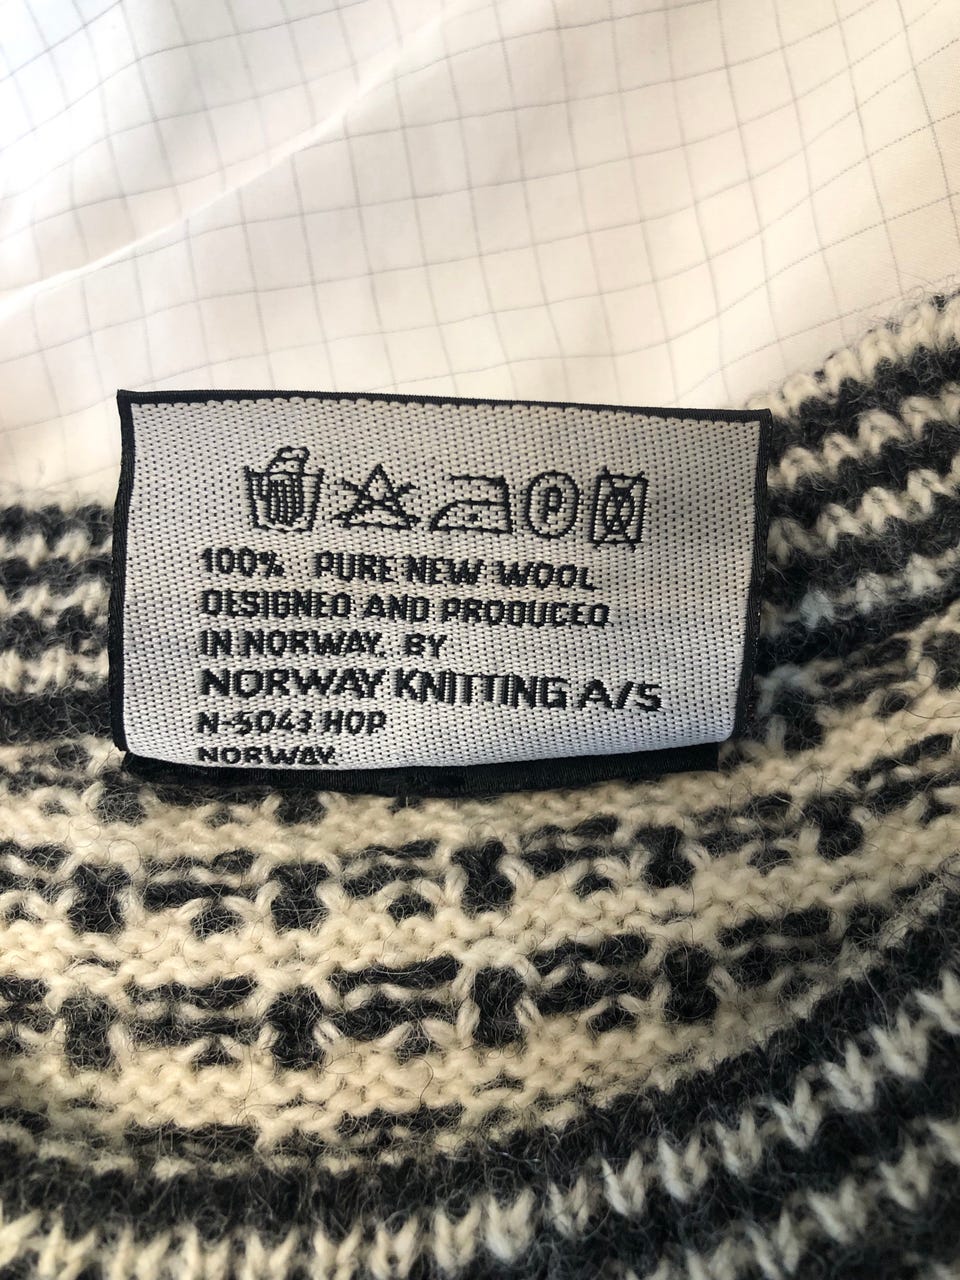 P
100% PURE NEW WOOL
DESIGNED AND PRODUCED
IN NORWAY. BY
NORWAY KNITTING A/S
N-5043 HOP
NORWAY